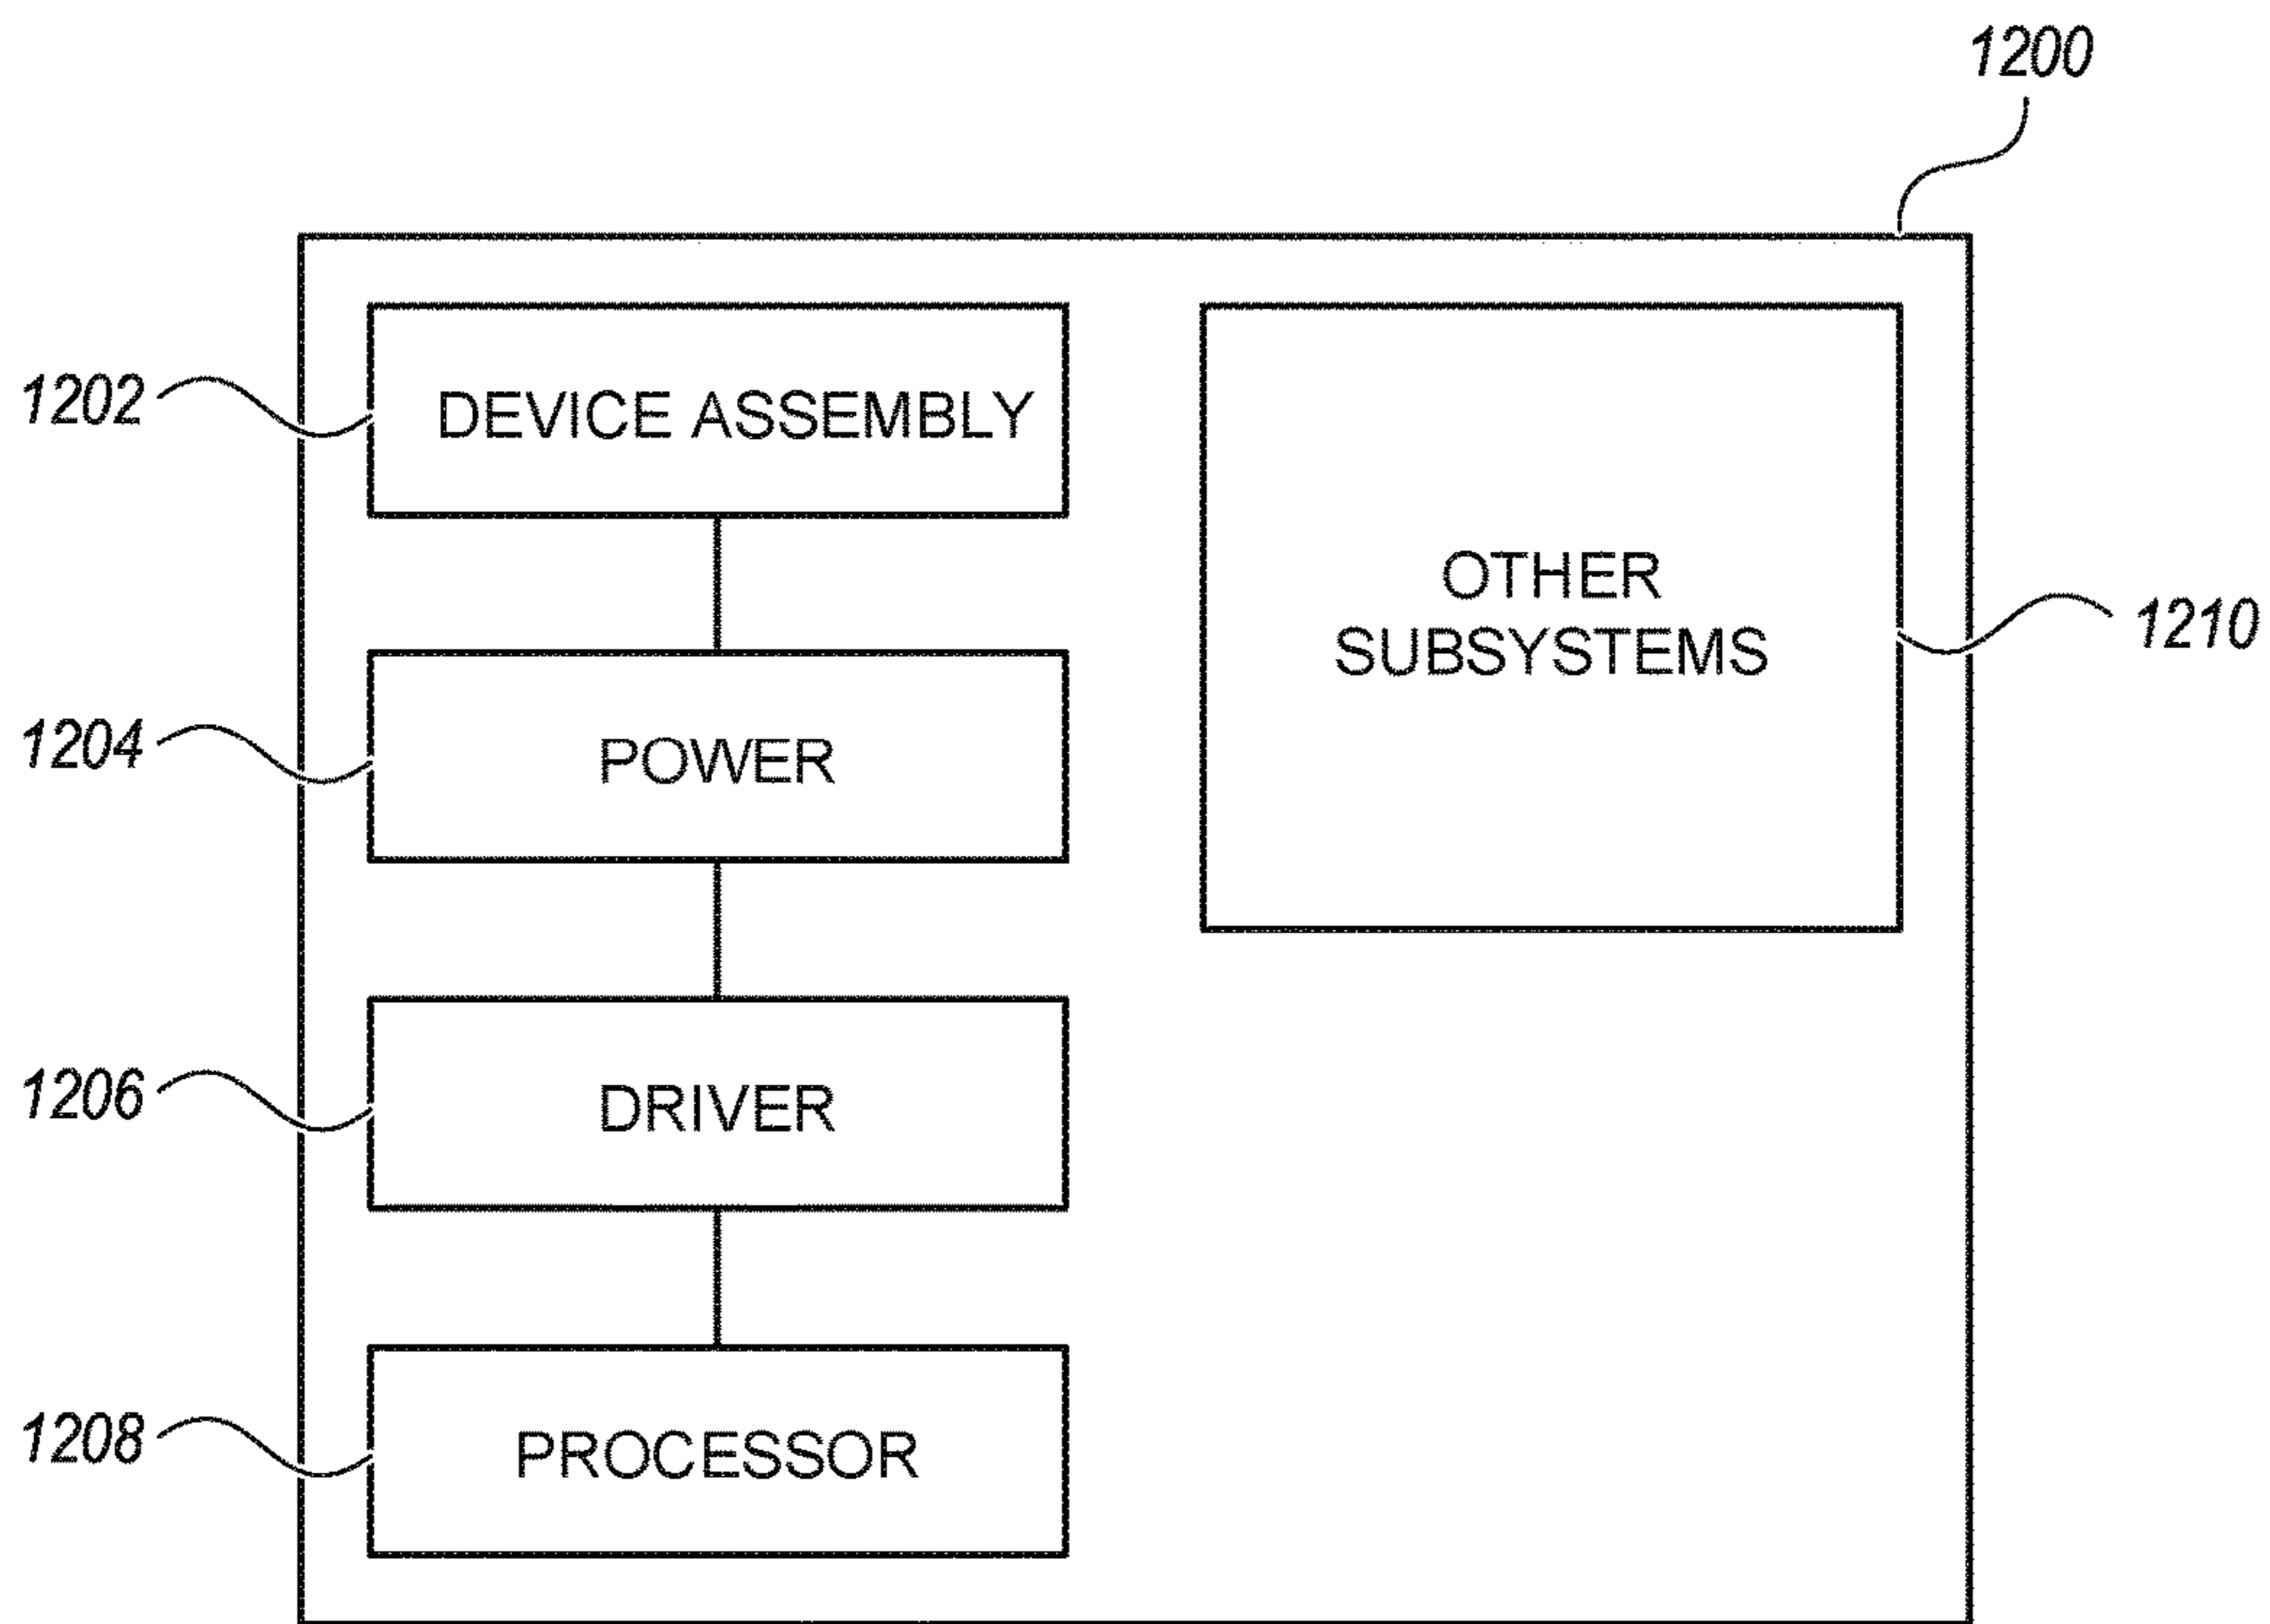 1200
1202
DEVICE ASSEMBLY
OTHER
SUBSYSTEMS
1210
1204
POWER
1206
DRIVER
1208
PROCESSOR